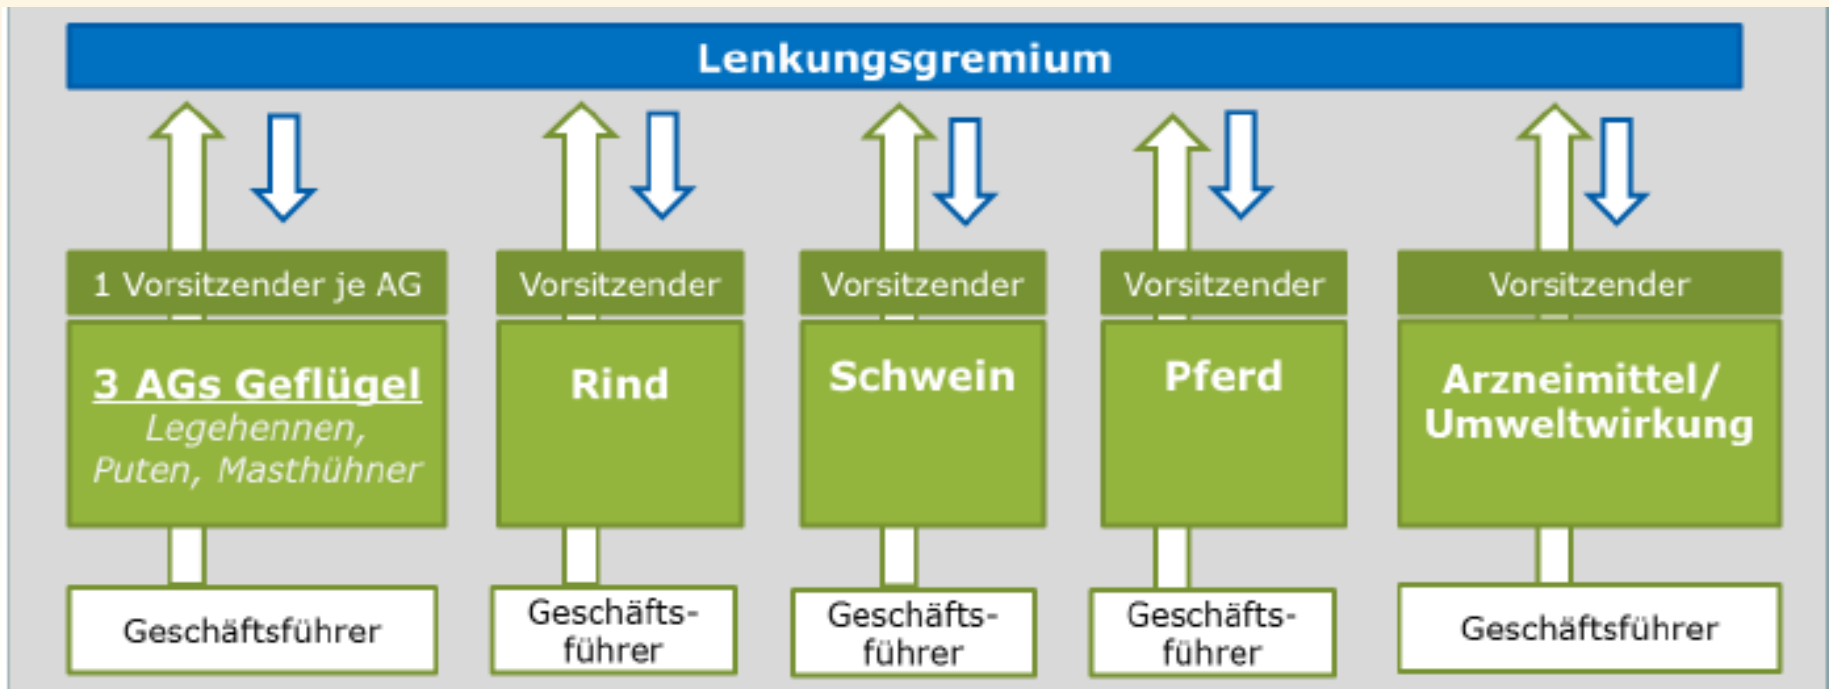 Lenkungsgremium
1 Vorsitzender je AG
3 AGs Geflügel
Legehennen,
Puten, Masthühner
Geschäftsführer
Vorsitzender
Rind
Geschäfts-
führer
Vorsitzender
Schwein
Geschäfts-
führer
Vorsitzender
Pferd
Geschäfts-
führer
Vorsitzender
Arzneimittel/
Umweltwirkung
Geschäftsführer